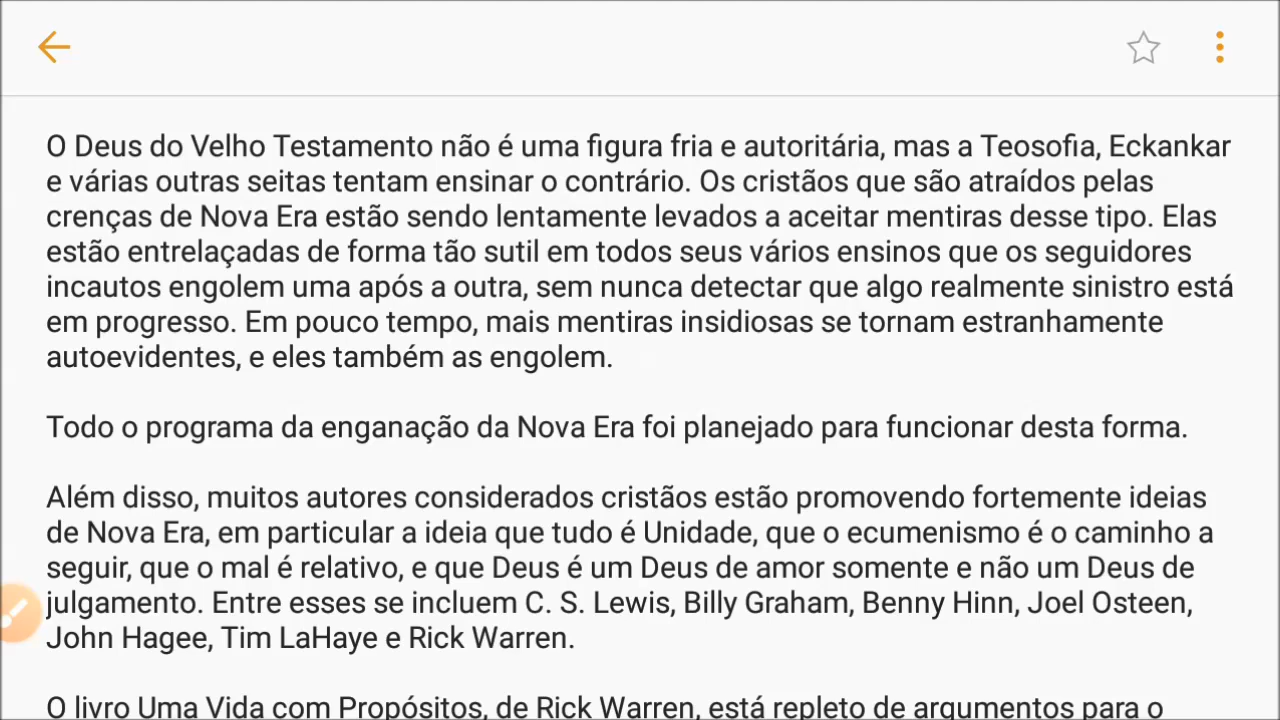 O Deus do Velho Testamento não é uma figura fria e autoritária, mas a Teosofia, Eckankar
e várias outras seitas tentam ensinar o contrário. Os cristãos que são atraídos pelas
crenças de Nova Era estão sendo lentamente levados a aceitar mentiras desse tipo. Elas
estão entrelaçadas de forma tão sutil em todos seus vários ensinos que os seguidores
incautos engolem uma após a outra, sem nunca detectar que algo realmente sinistro está
em progresso. Em pouco tempo, mais mentiras insidiosas se tornam estranhamente
autoevidentes, e eles também as engolem.
Todo o programa da enganação da Nova Era foi planejado para funcionar desta forma.
Além disso, muitos autores considerados cristãos estão promovendo fortemente ideias
de Nova Era, em particular a ideia que tudo é Unidade, que o ecumenismo é o caminho a
seguir, que o mal é relativo, e que Deus é um Deus de amor somente e não um Deus de
julgamento. Entre esses se incluem C. S. Lewis, Billy Graham, Benny Hinn, Joel Osteen,
John Hagee, Tim LaHaye e Rick Warren.
O livro Uma Vida com Propósitos, de Rick Warren, está repleto de argumentos para o